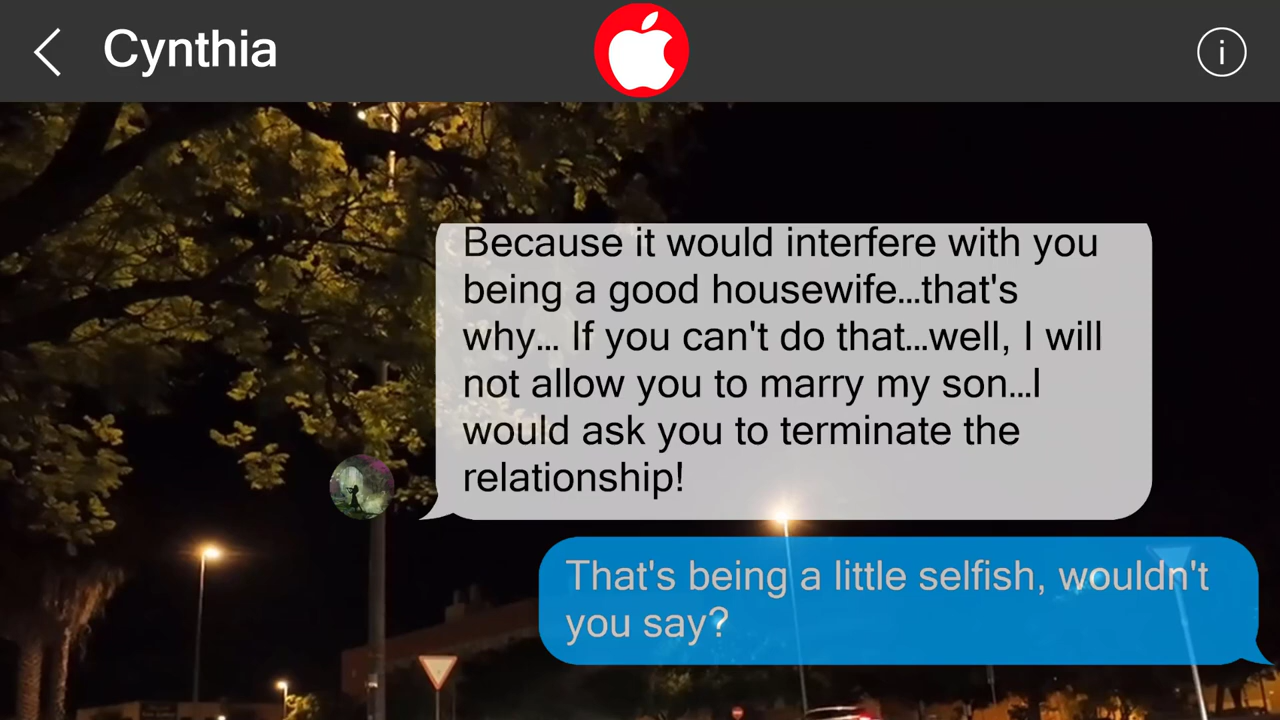 Cynthia
i
Because it would interfere with you
being a good housewife...that's
why... If you can't do that...well, I will
not allow you to marry my son...I
would ask you to terminate the
relationship!
That's being a little selfish, wouldn't
you say?